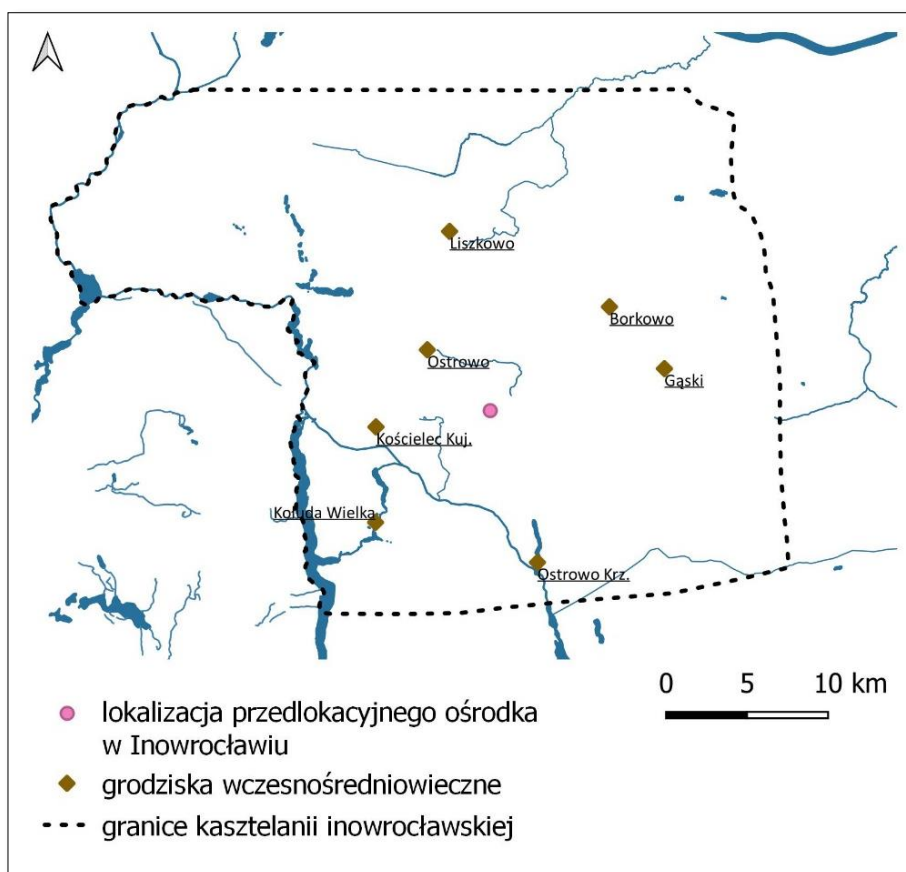 Liszkowo
Borkowo
Ostrowo
Gąski
Kościelec Kuj.
Kołuda Wielka
Ostrowo Krz.
0 5 10 km
lokalizacja przedlokacyjnego ośrodka
w Inowrocławiu
grodziska wczesnośredniowieczne
granice kasztelanii inowrocławskiej